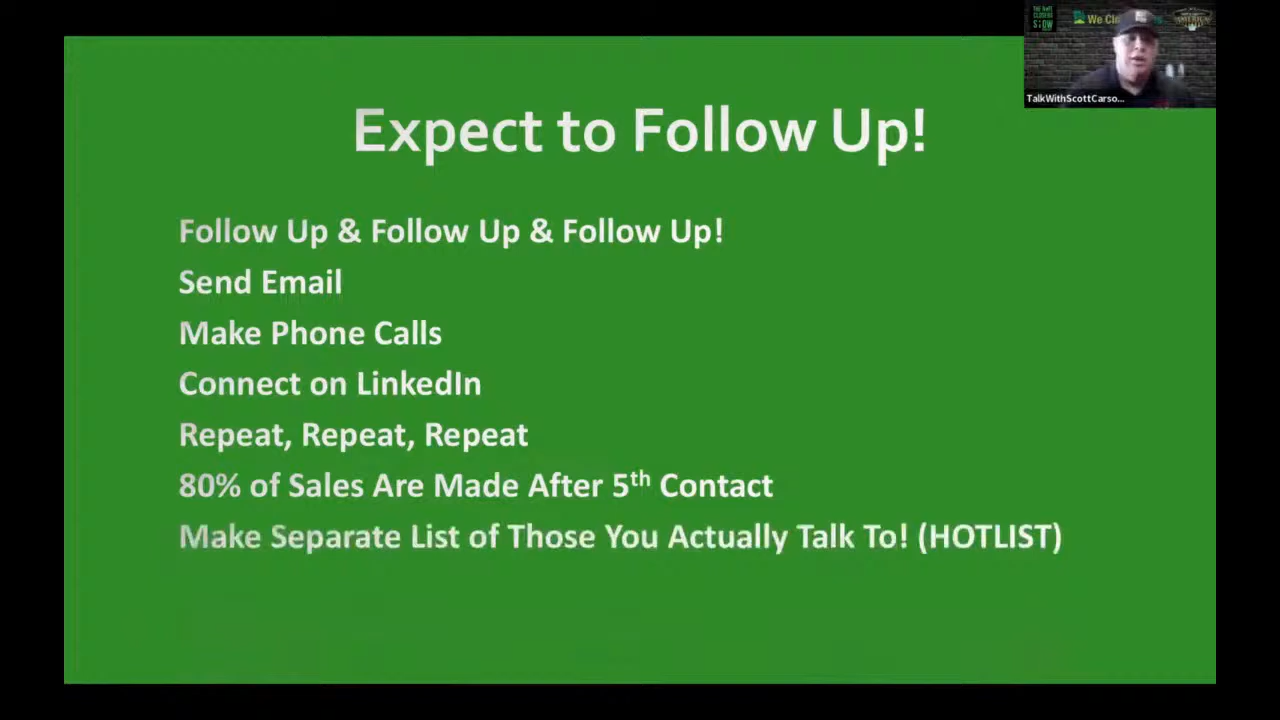 Expect to Follow Up!
Follow Up & Follow Up & Follow Up!
Send Email
Make Phone Calls
Connect on LinkedIn
Repeat, Repeat, Repeat
80% of Sales Are Made After 5th Contact
Make Separate List of Those You Actually Talk To! (HOTLIST)
We Cl
TalkWithScottCarso...